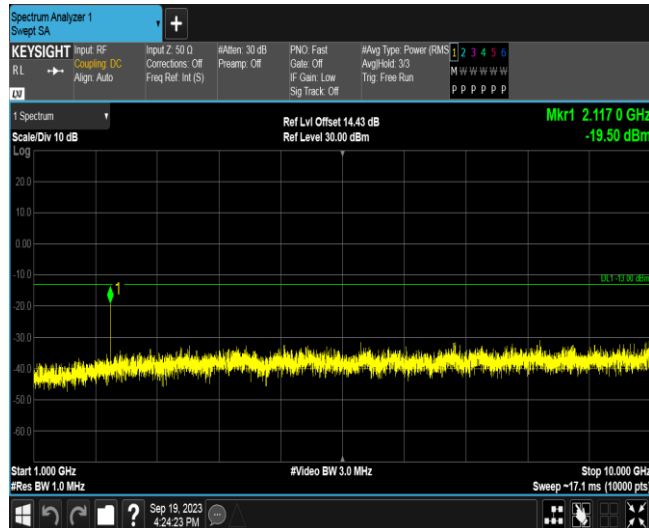 Spectrum Analyzer 1
Swept SA
+
KEYSIGHT
RL
LXI
Input: RF
Coupling: DC
Align: Auto
Input Z: 50 Ω
Corrections: Off
Freq Ref: Int (S)
#Atten: 30 dB
Preamp: Off
PNO: Fast
Gate: Off
IF Gain: Low
Sig Track: Off
#Avg Type: Power (RMS
Avg|Hold: 3/3
Trig: Free Run
1 2 3 4 5 6
M W W W W W
P P P P P P
1 Spectrum
Scale/Div 10 dB
Log
Ref Lvl Offset 14.43 dB
Ref Level 30.00 dBm
Mkr1 2.117 0 GHz
-19.50 dBm
20.0
10.0
0.00
-10.0
DL1 -13.00 dBm
1
-20.0
-30.0
-40.0
-50.0
-60.0
Start 1.000 GHz
#Res BW 1.0 MHz
#Video BW 3.0 MHz
Stop 10.000 GHz
Sweep ~17.1 ms (10000 pts)
?
Sep 19, 2023
4:24:23 PM